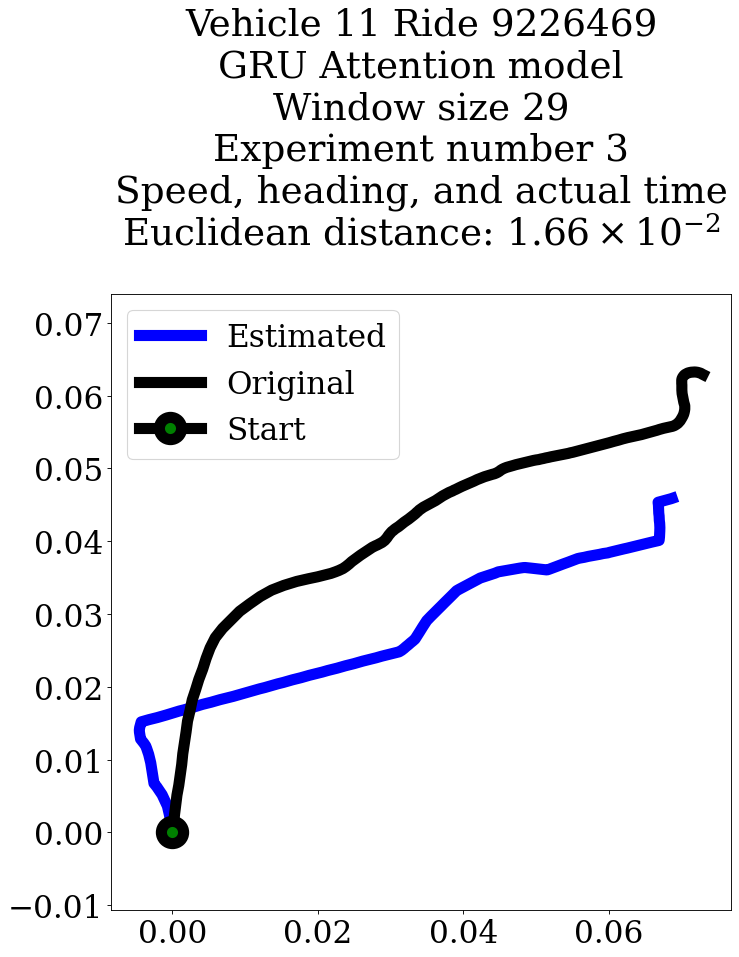 Vehicle 11 Ride 9226469
GRU Attention model
Window size 29
Experiment number 3
Speed, heading, and actual time
Euclidean distance: 1.66 × 10⁻²
Estimated
Original
Start
0.07
0.06
0.05
0.04
0.03
0.02
0.01
0.00
−0.01
0.00 0.02 0.04 0.06